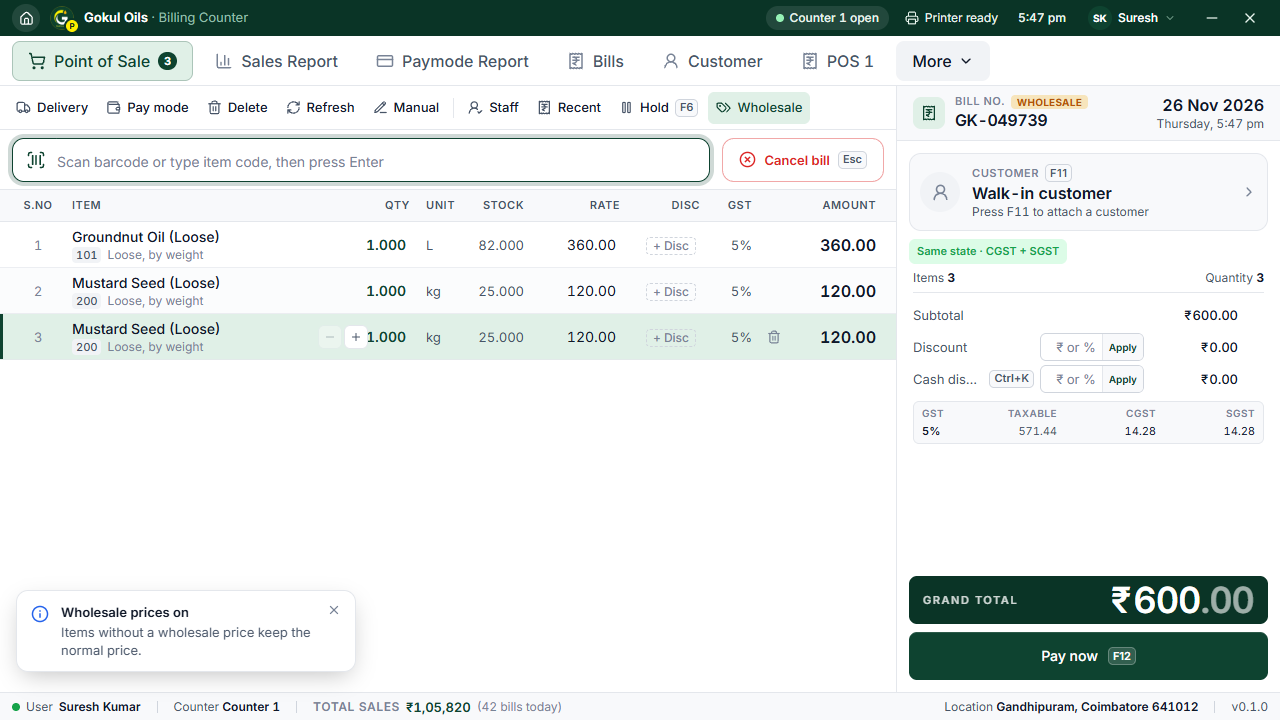 Gokul Oils · Billing Counter
Counter 1 open
Printer ready
5:47 pm
SK Suresh
G P
Point of Sale 3
Sales Report
Paymode Report
Bills
Customer
POS 1
More
Delivery
Pay mode
Delete
Refresh
Manual
Staff
Recent
Hold F6
Wholesale
Scan barcode or type item code, then press Enter
Cancel bill Esc
S.NO ITEM QTY UNIT STOCK RATE DISC GST AMOUNT
1 Groundnut Oil (Loose) 1.000 L 82.000 360.00 + Disc 5% 360.00
101 Loose, by weight
2 Mustard Seed (Loose) 1.000 kg 25.000 120.00 + Disc 5% 120.00
200 Loose, by weight
3 Mustard Seed (Loose) − + 1.000 kg 25.000 120.00 + Disc 5% 120.00
200 Loose, by weight
Wholesale prices on
Items without a wholesale price keep the
normal price.
BILL NO. WHOLESALE
GK-049739
26 Nov 2026
Thursday, 5:47 pm
CUSTOMER F11
Walk-in customer
Press F11 to attach a customer
Same state · CGST + SGST
Items 3 Quantity 3
Subtotal ₹600.00
Discount ₹ or % Apply ₹0.00
Cash dis... Ctrl+K ₹ or % Apply ₹0.00
GST TAXABLE CGST SGST
5% 571.44 14.28 14.28
GRAND TOTAL ₹600.00
Pay now F12
User Suresh Kumar
Counter Counter 1
TOTAL SALES ₹1,05,820 (42 bills today)
Location Gandhipuram, Coimbatore 641012
v0.1.0